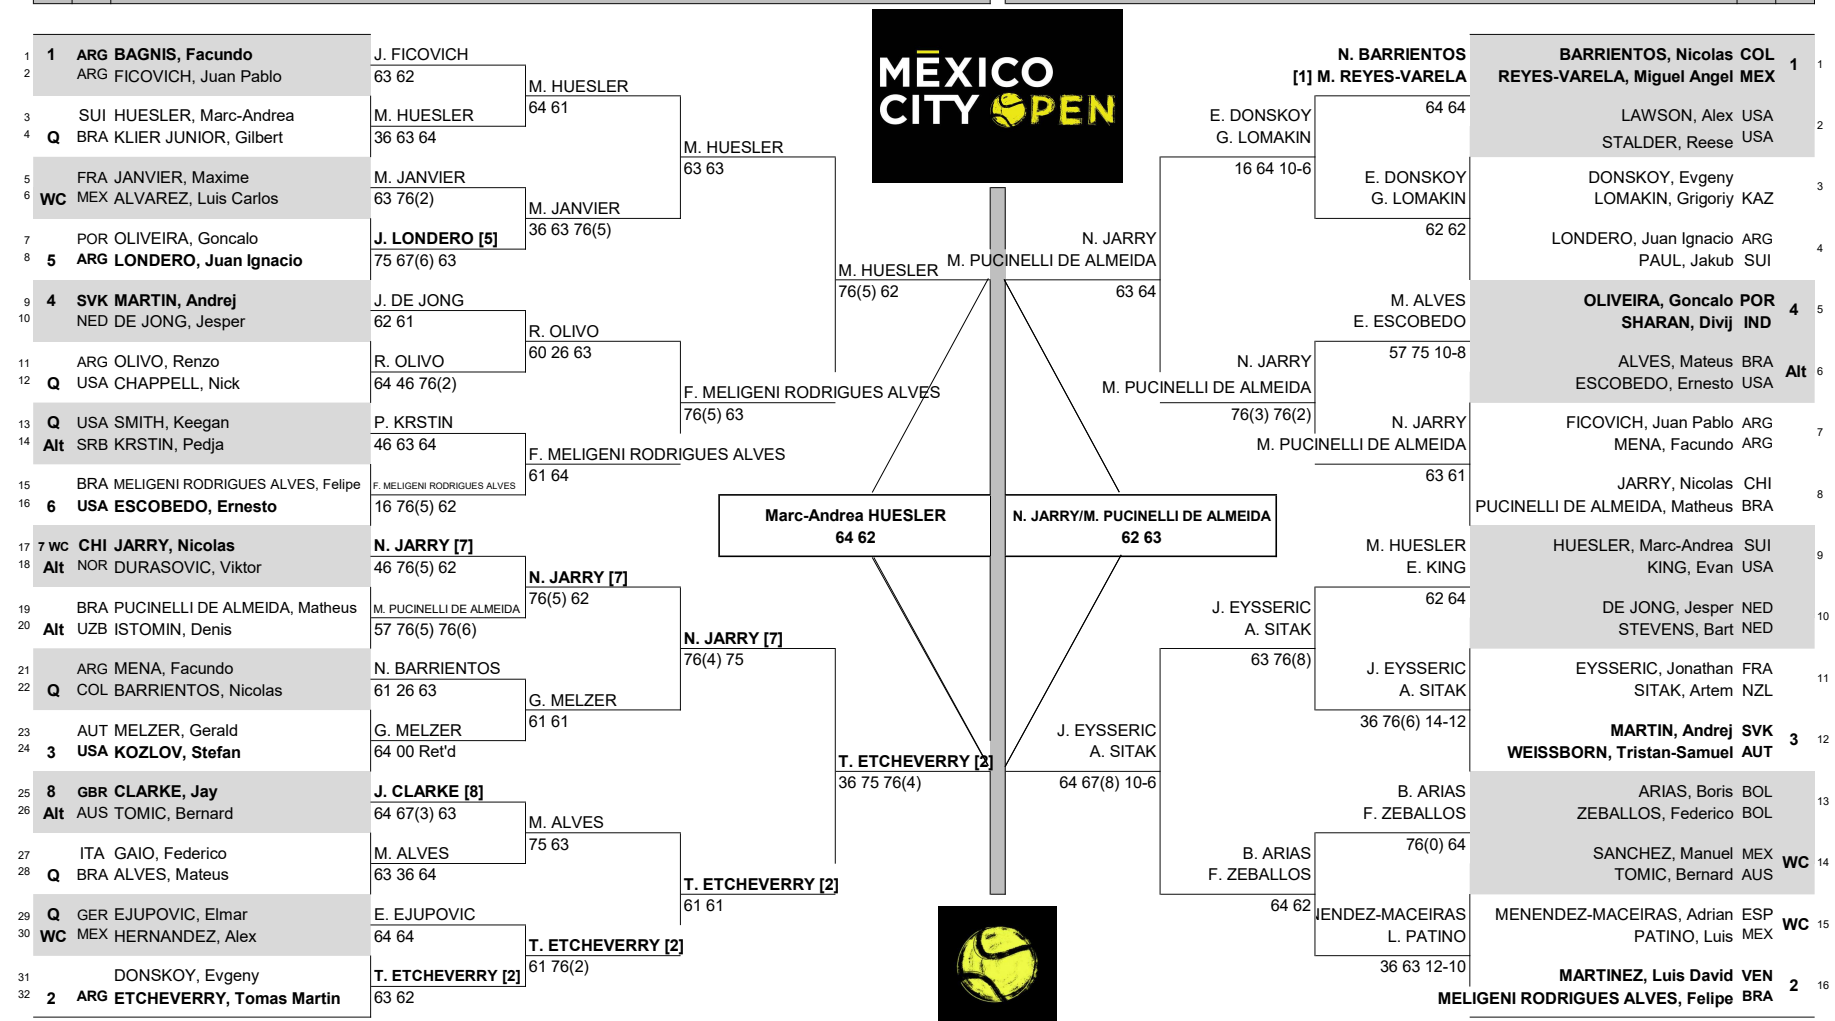 MĒXICO
CITY OPEN
1 1 ARG BAGNIS, Facundo
2 ARG FICOVICH, Juan Pablo
3 SUI HUESLER, Marc-Andrea
4 Q BRA KLIER JUNIOR, Gilbert
5 FRA JANVIER, Maxime
6 WC MEX ALVAREZ, Luis Carlos
7 POR OLIVEIRA, Goncalo
8 5 ARG LONDERO, Juan Ignacio
9 4 SVK MARTIN, Andrej
10 NED DE JONG, Jesper
11 ARG OLIVO, Renzo
12 Q USA CHAPPELL, Nick
13 Q USA SMITH, Keegan
14 Alt SRB KRSTIN, Pedja
15 BRA MELIGENI RODRIGUES ALVES, Felipe
16 6 USA ESCOBEDO, Ernesto
17 7 WC CHI JARRY, Nicolas
18 Alt NOR DURASOVIC, Viktor
19 BRA PUCINELLI DE ALMEIDA, Matheus
20 Alt UZB ISTOMIN, Denis
21 ARG MENA, Facundo
22 Q COL BARRIENTOS, Nicolas
23 AUT MELZER, Gerald
24 3 USA KOZLOV, Stefan
25 8 GBR CLARKE, Jay
26 Alt AUS TOMIC, Bernard
27 ITA GAIO, Federico
28 Q BRA ALVES, Mateus
29 Q GER EJUPOVIC, Elmar
30 WC MEX HERNANDEZ, Alex
31 DONSKOY, Evgeny
32 2 ARG ETCHEVERRY, Tomas Martin
J. FICOVICH
63 62
M. HUESLER
36 63 64
M. JANVIER
63 76(2)
J. LONDERO [5]
75 67(6) 63
J. DE JONG
62 61
R. OLIVO
64 46 76(2)
P. KRSTIN
46 63 64
F. MELIGENI RODRIGUES ALVES
16 76(5) 62
N. JARRY [7]
46 76(5) 62
M. PUCINELLI DE ALMEIDA
57 76(5) 76(6)
N. BARRIENTOS
61 26 63
G. MELZER
64 00 Ret'd
J. CLARKE [8]
64 67(3) 63
M. ALVES
63 36 64
E. EJUPOVIC
64 64
T. ETCHEVERRY [2]
63 62
M. HUESLER
64 61
M. JANVIER
36 63 76(5)
R. OLIVO
60 26 63
F. MELIGENI RODRIGUES ALVES
61 64
N. JARRY [7]
76(5) 62
G. MELZER
61 61
M. ALVES
75 63
T. ETCHEVERRY [2]
61 76(2)
M. HUESLER
63 63
F. MELIGENI RODRIGUES ALVES
76(5) 63
N. JARRY [7]
76(4) 75
T. ETCHEVERRY [2]
61 61
M. HUESLER
76(5) 62
T. ETCHEVERRY [2]
36 75 76(4)
Marc-Andrea HUESLER
64 62
N. JARRY/M. PUCINELLI DE ALMEIDA
62 63
N. JARRY
M. PUCINELLI DE ALMEIDA
63 64
J. EYSSERIC
A. SITAK
64 67(8) 10-6
E. DONSKOY
G. LOMAKIN
16 64 10-6
N. JARRY
M. PUCINELLI DE ALMEIDA
76(3) 76(2)
J. EYSSERIC
A. SITAK
63 76(8)
B. ARIAS
F. ZEBALLOS
64 62
N. BARRIENTOS
[1] M. REYES-VARELA
64 64
E. DONSKOY
G. LOMAKIN
62 62
M. ALVES
E. ESCOBEDO
57 75 10-8
N. JARRY
M. PUCINELLI DE ALMEIDA
63 61
M. HUESLER
E. KING
62 64
J. EYSSERIC
A. SITAK
36 76(6) 14-12
B. ARIAS
F. ZEBALLOS
76(0) 64
ENDEZ-MACEIRAS
L. PATINO
36 63 12-10
BARRIENTOS, Nicolas COL
REYES-VARELA, Miguel Angel MEX 1 1
LAWSON, Alex USA
STALDER, Reese USA 2
DONSKOY, Evgeny
LOMAKIN, Grigoriy KAZ 3
LONDERO, Juan Ignacio ARG
PAUL, Jakub SUI 4
OLIVEIRA, Goncalo POR
SHARAN, Divij IND 4 5
ALVES, Mateus BRA
ESCOBEDO, Ernesto USA Alt 6
FICOVICH, Juan Pablo ARG
MENA, Facundo ARG 7
JARRY, Nicolas CHI
PUCINELLI DE ALMEIDA, Matheus BRA 8
HUESLER, Marc-Andrea SUI
KING, Evan USA 9
DE JONG, Jesper NED
STEVENS, Bart NED 10
EYSSERIC, Jonathan FRA
SITAK, Artem NZL 11
MARTIN, Andrej SVK
WEISSBORN, Tristan-Samuel AUT 3 12
ARIAS, Boris BOL
ZEBALLOS, Federico BOL 13
SANCHEZ, Manuel MEX
TOMIC, Bernard AUS WC 14
MENENDEZ-MACEIRAS, Adrian ESP
PATINO, Luis MEX WC 15
MARTINEZ, Luis David VEN
MELIGENI RODRIGUES ALVES, Felipe BRA 2 16